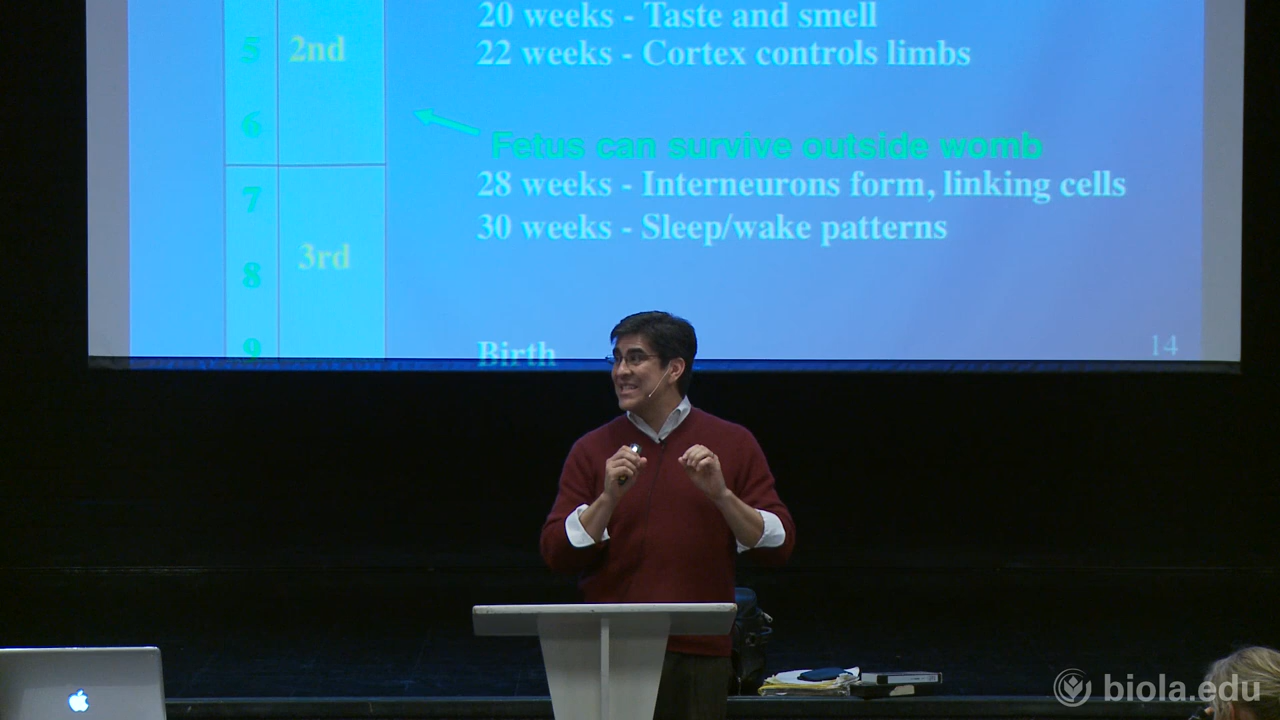 20 weeks - Taste and smell
5 2nd
22 weeks - Cortex controls limbs
6
Fetus can survive outside womb
7
28 weeks - Interneurons form, linking cells
30 weeks - Sleep/wake patterns
3rd
8
9
Birth
14
biola.edu